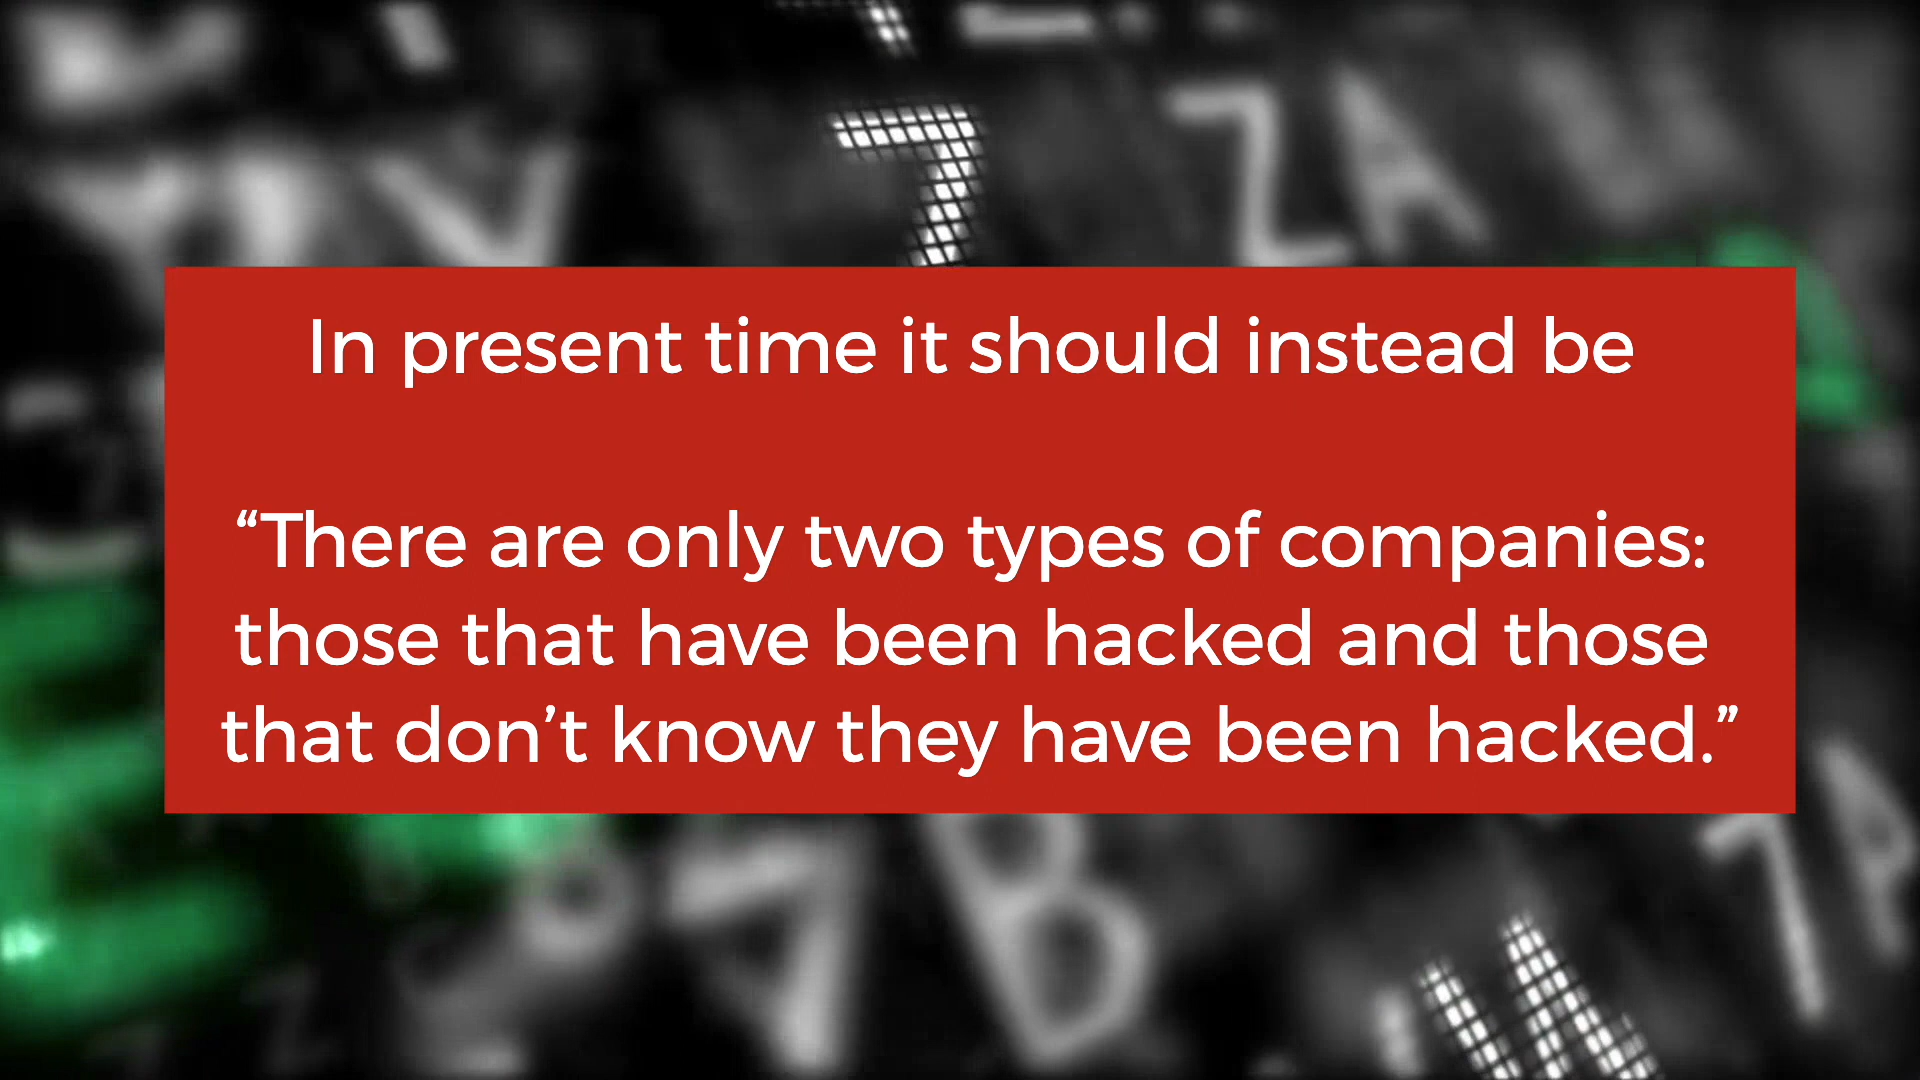 In present time it should instead be
“There are only two types of companies:
those that have been hacked and those
that don’t know they have been hacked.”